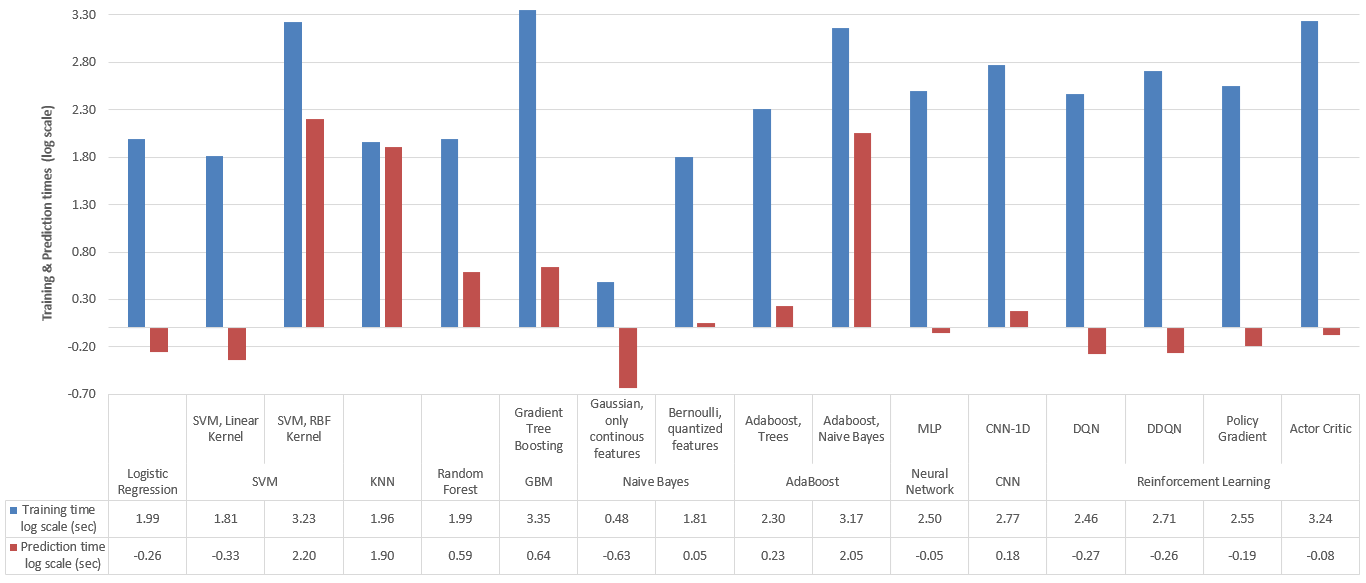 Training & Prediction times (log scale)
3.30
2.80
2.30
1.80
1.30
0.80
0.30
-0.20
-0.70
SVM, Linear
Kernel
SVM, RBF
Kernel
Gradient
Tree
Boosting
Gaussian,
only
continous
features
Bernoulli,
quantized
features
Adaboost,
Trees
Adaboost,
Naive Bayes
MLP
CNN-1D
DQN
DDQN
Policy
Gradient
Actor Critic
Logistic
Regression
SVM
KNN
Random
Forest
GBM
Naive Bayes
AdaBoost
Neural
Network
CNN
Reinforcement Learning
Training time
log scale (sec)
1.99 1.81 3.23 1.96 1.99 3.35 0.48 1.81 2.30 3.17 2.50 2.77 2.46 2.71 2.55 3.24
Prediction time
log scale (sec)
-0.26 -0.33 2.20 1.90 0.59 0.64 -0.63 0.05 0.23 2.05 -0.05 0.18 -0.27 -0.26 -0.19 -0.08